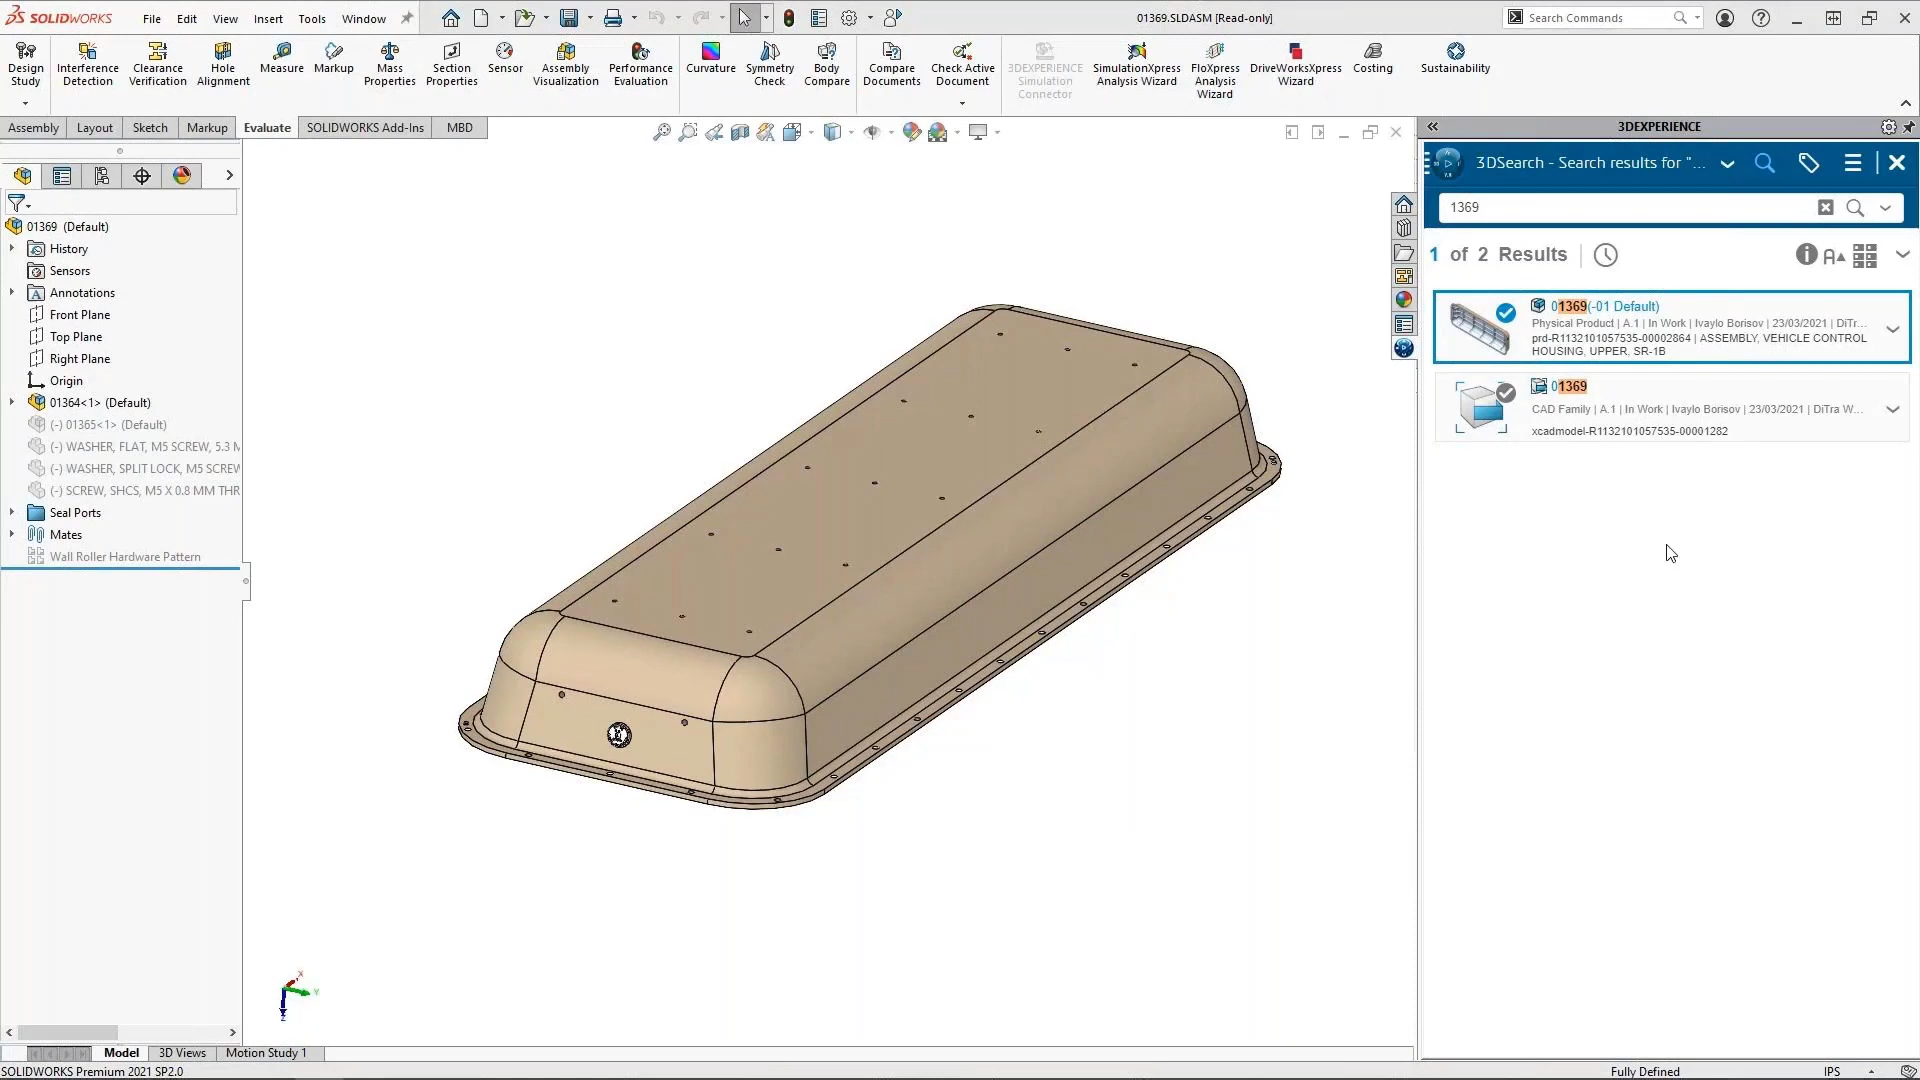 SOLIDWORKS
File Edit View Insert Tools Window
01369.SLDASM [Read-only]
Search Commands
Design Study
Interference Detection
Clearance Verification
Hole Alignment
Measure
Markup
Mass Properties
Section Properties
Sensor
Assembly Visualization
Performance Evaluation
Curvature
Symmetry Check
Body Compare
Compare Documents
Check Active Document
3DEXPERIENCE Simulation Connector
SimulationXpress Analysis Wizard
FloXpress Analysis Wizard
DriveWorksXpress Wizard
Costing
Sustainability
Assembly Layout Sketch Markup Evaluate SOLIDWORKS Add-Ins MBD
01369 (Default)
History
Sensors
Annotations
Front Plane
Top Plane
Right Plane
Origin
01364<1> (Default)
(-) 01365<1> (Default)
(-) WASHER, FLAT, M5 SCREW, 5.3 M
(-) WASHER, SPLIT LOCK, M5 SCREW
(-) SCREW, SHCS, M5 X 0.8 MM THR
Seal Ports
Mates
Wall Roller Hardware Pattern
X
Y
Z
3DEXPERIENCE
3DSearch - Search results for "...
1369
1 of 2 Results
01369(-01 Default)
Physical Product | A.1 | In Work | Ivaylo Borisov | 23/03/2021 | DiTr...
prd-R1132101057535-00002864 | ASSEMBLY, VEHICLE CONTROL
HOUSING, UPPER, SR-1B
01369
CAD Family | A.1 | In Work | Ivaylo Borisov | 23/03/2021 | DiTra W...
xcadmodel-R1132101057535-00001282
Model 3D Views Motion Study 1
SOLIDWORKS Premium 2021 SP2.0
Fully Defined
IPS